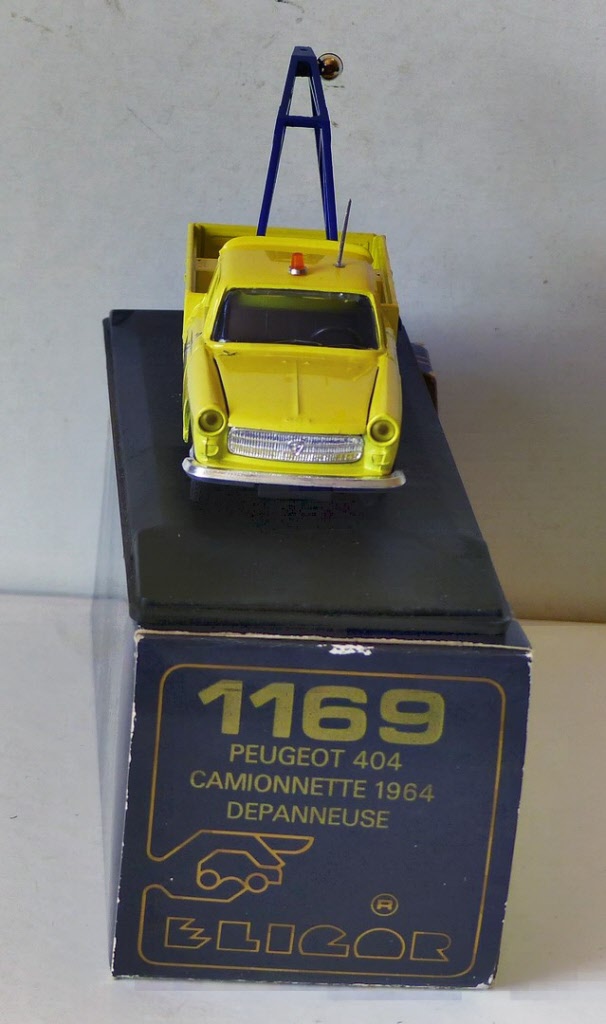 1169
PEUGEOT 404
CAMIONNETTE 1964
DEPANNEUSE
®
ELIGOR